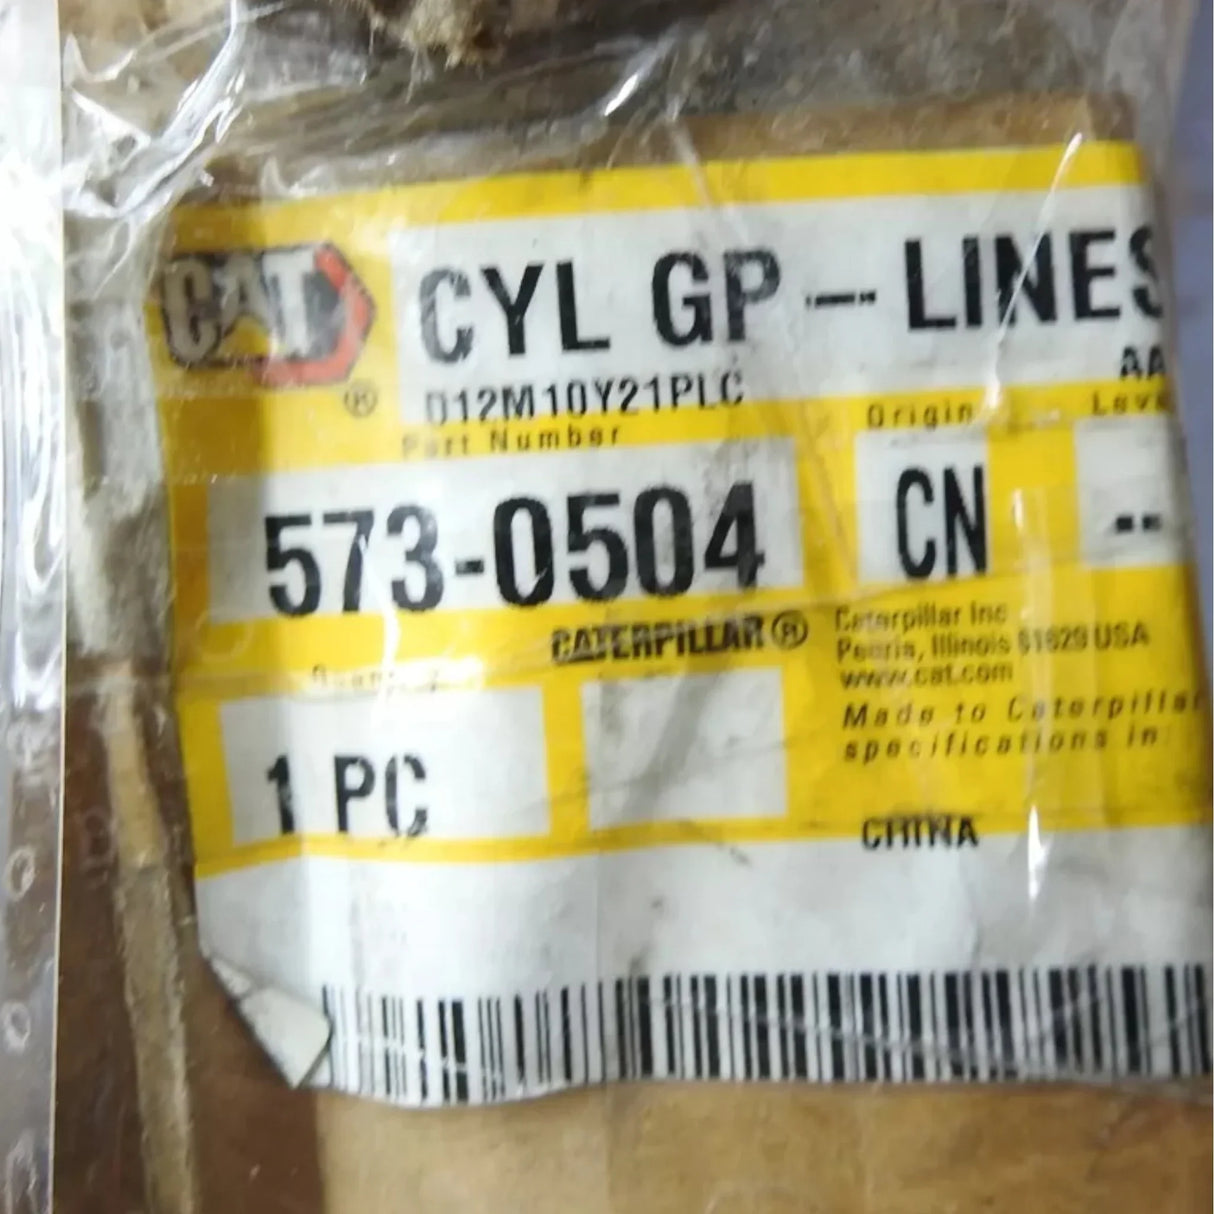 CAT
CYL GP-- LINES
®
D12M10Y21PLC
AA
Part Number
Origin
573-0504
CN
--
CATERPILLAR®
Caterpillar Inc
Peoria, Illinois 61629 USA
www.cat.com
Quantity
Made to Caterpillar
specifications in:
1 PC
CHINA